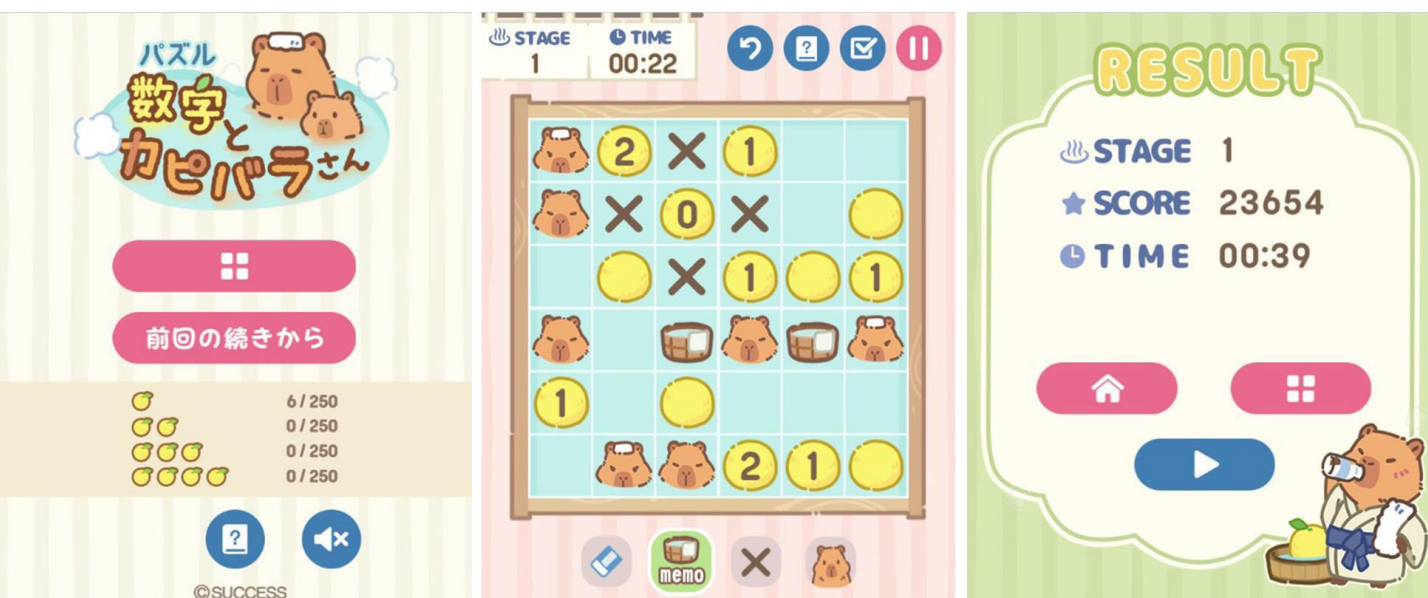 パズル
数字と
カピバラさん
前回の続きから
6/250
0/250
0/250
0/250
?
©SUCCESS
STAGE
1
TIME
00:22
?
2 × 1
× 0 ×
× 1 1
1
2 1
memo
×
RESULT
STAGE 1
SCORE 23654
TIME 00:39